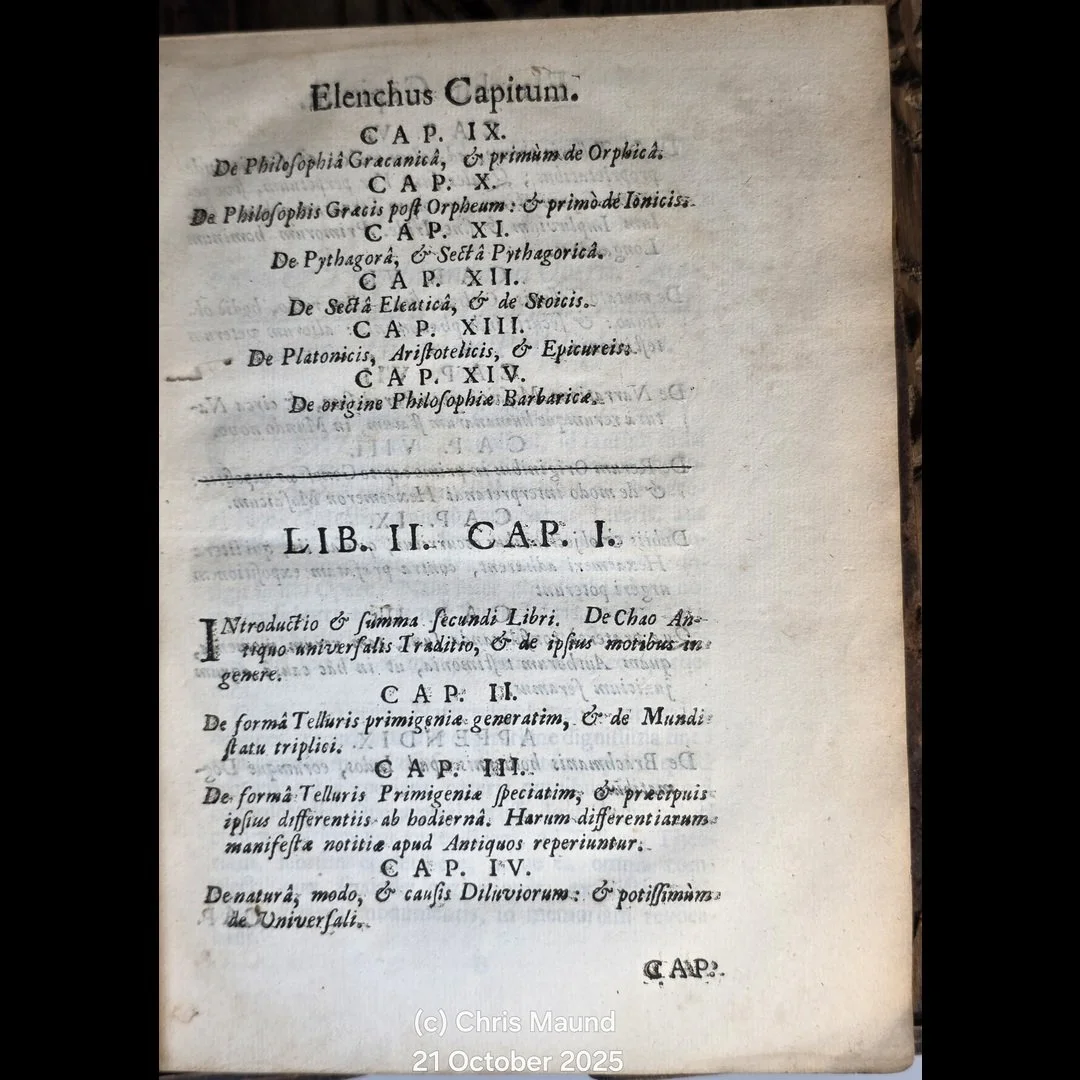 Elenchus Capitum.
CAP. IX.
De Philoſophiâ Græcanicâ, & primùm de Orphicâ.
CAP. X.
De Philoſophis Græcis poſt Orpheum: & primò de Ionicis.
CAP. XI.
De Pythagorâ, & Sectâ Pythagoricâ.
CAP. XII.
De Sectâ Eleaticâ, & de Stoicis.
CAP. XIII.
De Platonicis, Ariſtotelicis, & Epicureis.
CAP. XIV.
De origine Philoſophiæ Barbaricæ.
LIB. II. CAP. I.
INtroductio & ſumma ſecundi Libri. De Chao An-
tiquo univerſalis Traditio, & de ipſius motibus in
genere.
CAP. II.
De formâ Telluris primigeniæ generatim, & de Mundi
ſtatu triplici.
CAP. III.
De formâ Telluris Primigeniæ ſpeciatim, & præcipuis
ipſius differentiis ab hodiernâ. Harum differentiarum
manifeſtæ notitiæ apud Antiquos reperiuntur.
CAP. IV.
De naturâ, modo, & cauſis Diluviorum: & potiſſimùm
de Univerſali.
CAP.
(c) Chris Maund
21 October 2025